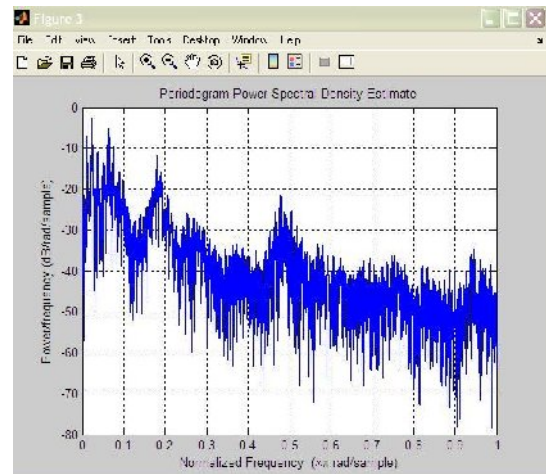 Figure 3
File Edit View Insert Tools Desktop Window Help
Periodogram Power Spectral Density Estimate
Power/frequency (dB/rad/sample)
0
-10
-20
-30
-40
-50
-60
-70
-80
0 0.1 0.2 0.3 0.4 0.5 0.6 0.7 0.8 0.9 1
Normalized Frequency (×π rad/sample)